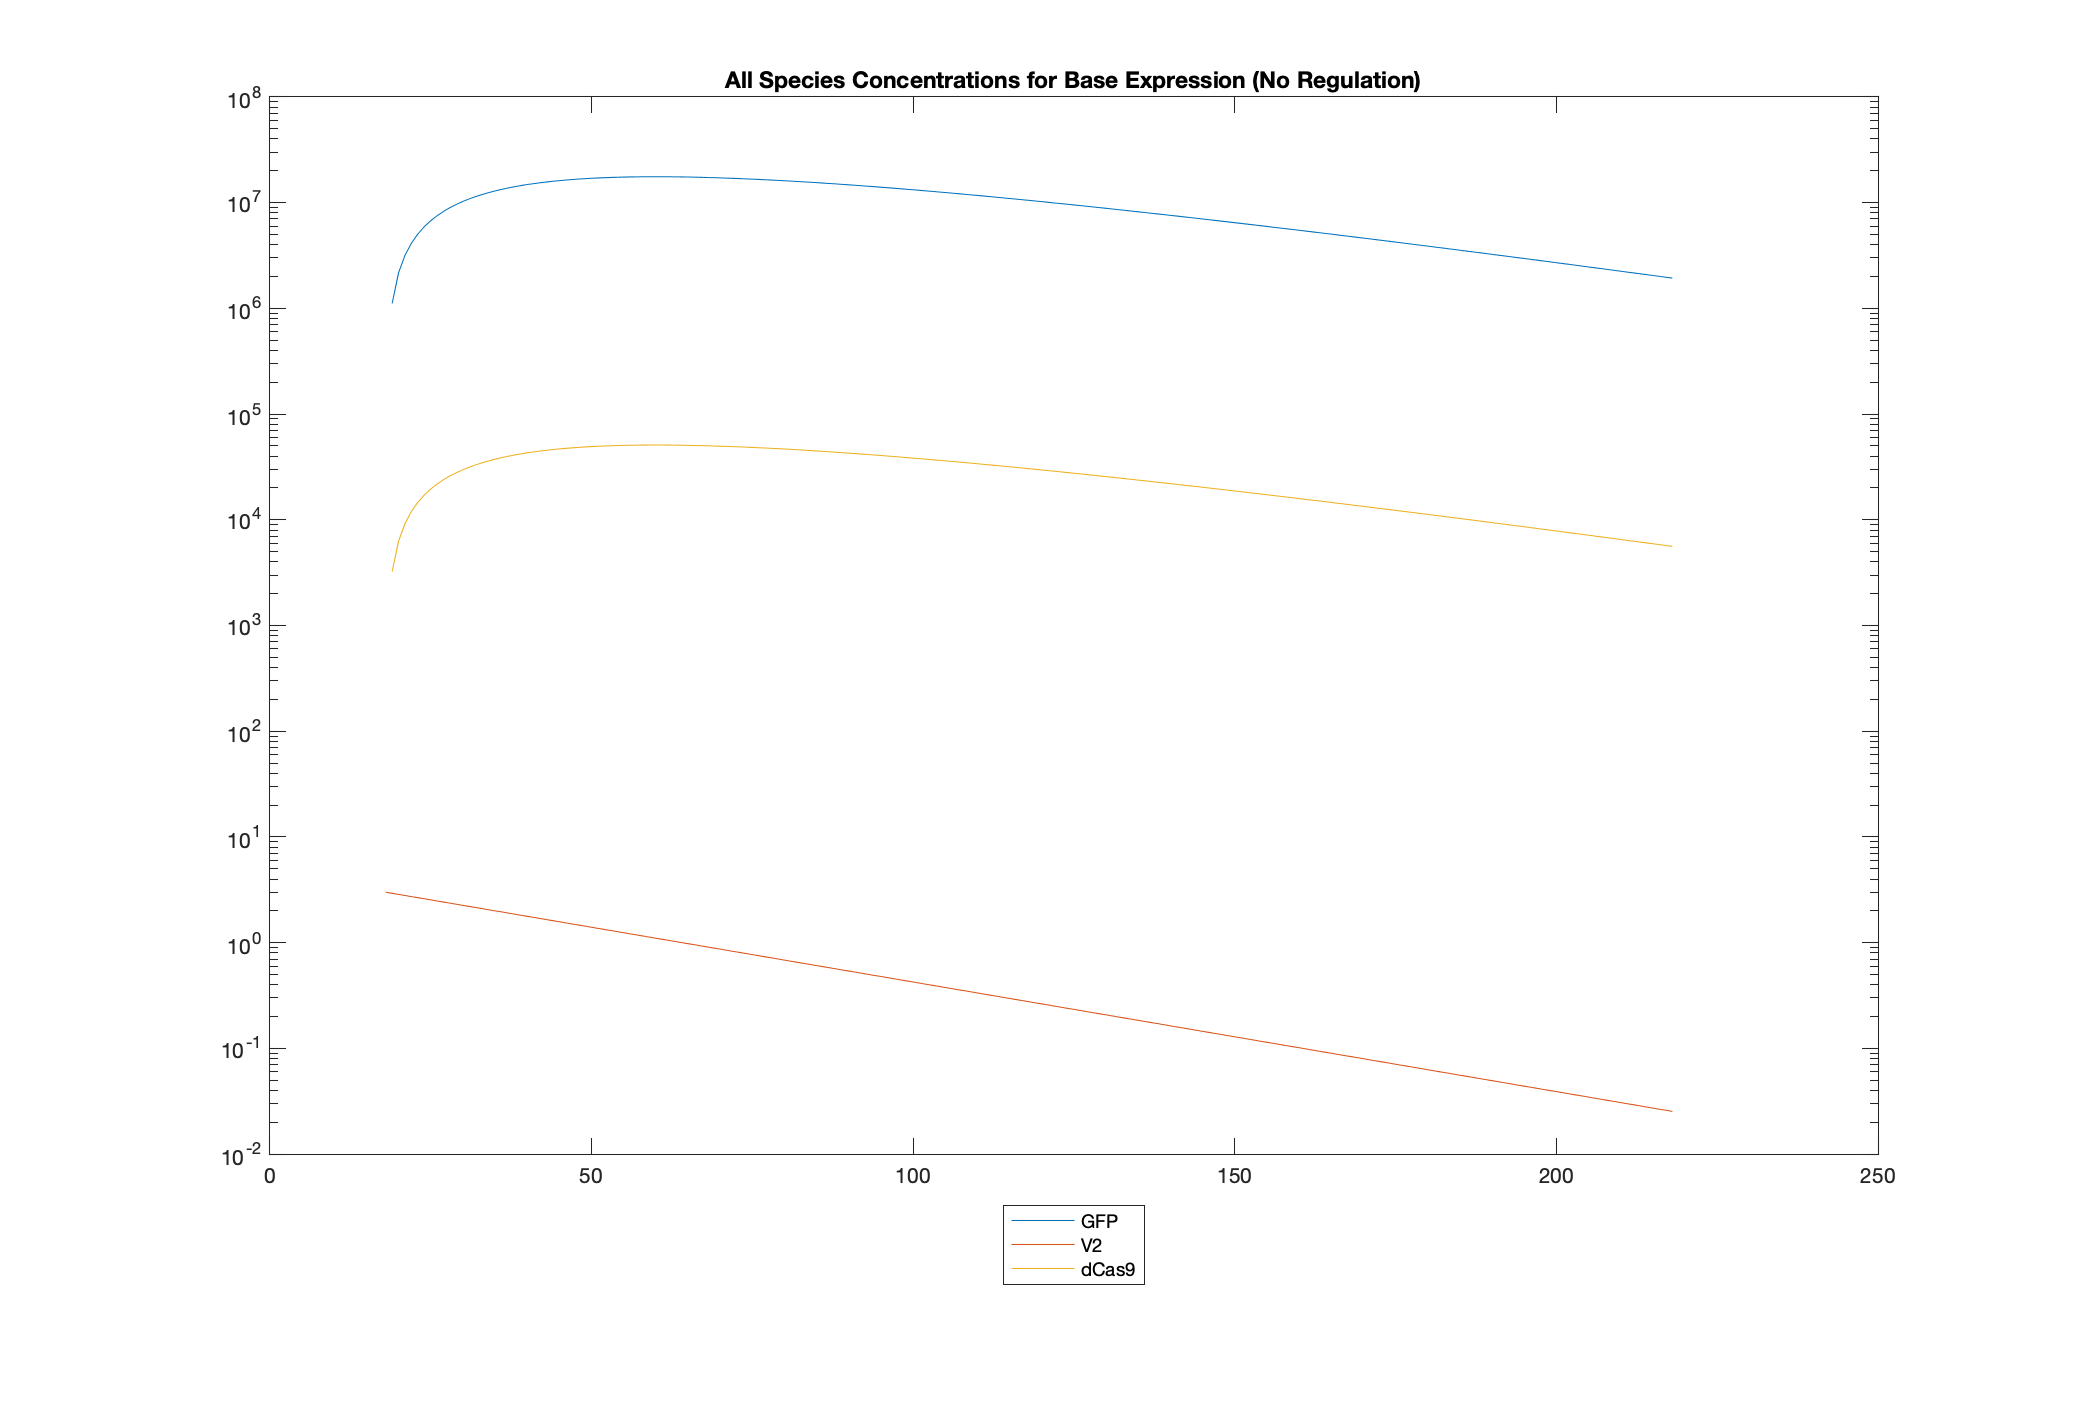 All Species Concentrations for Base Expression (No Regulation)
10^8
10^7
10^6
10^5
10^4
10^3
10^2
10^1
10^0
10^-1
10^-2
0 50 100 150 200 250
GFP
V2
dCas9